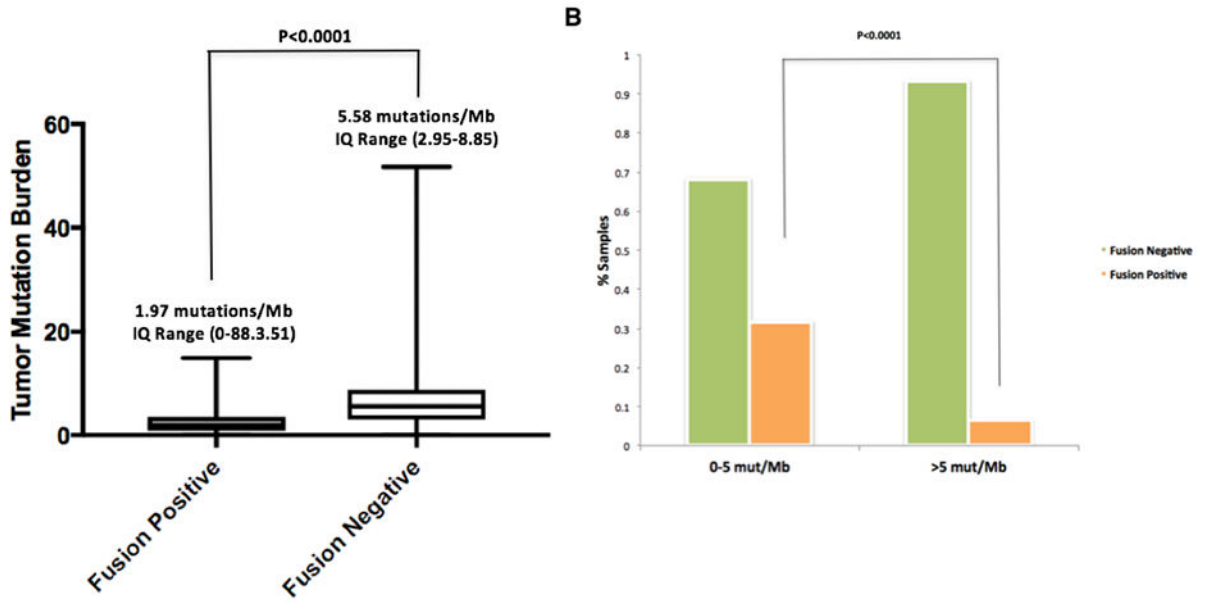 P<0.0001
5.58 mutations/Mb
IQ Range (2.95-8.85)
1.97 mutations/Mb
IQ Range (0-88.3.51)
Tumor Mutation Burden
60
40
20
0
Fusion Positive
Fusion Negative
B
P<0.0001
% Samples
1
0.9
0.8
0.7
0.6
0.5
0.4
0.3
0.2
0.1
0
0-5 mut/Mb
>5 mut/Mb
Fusion Negative
Fusion Positive